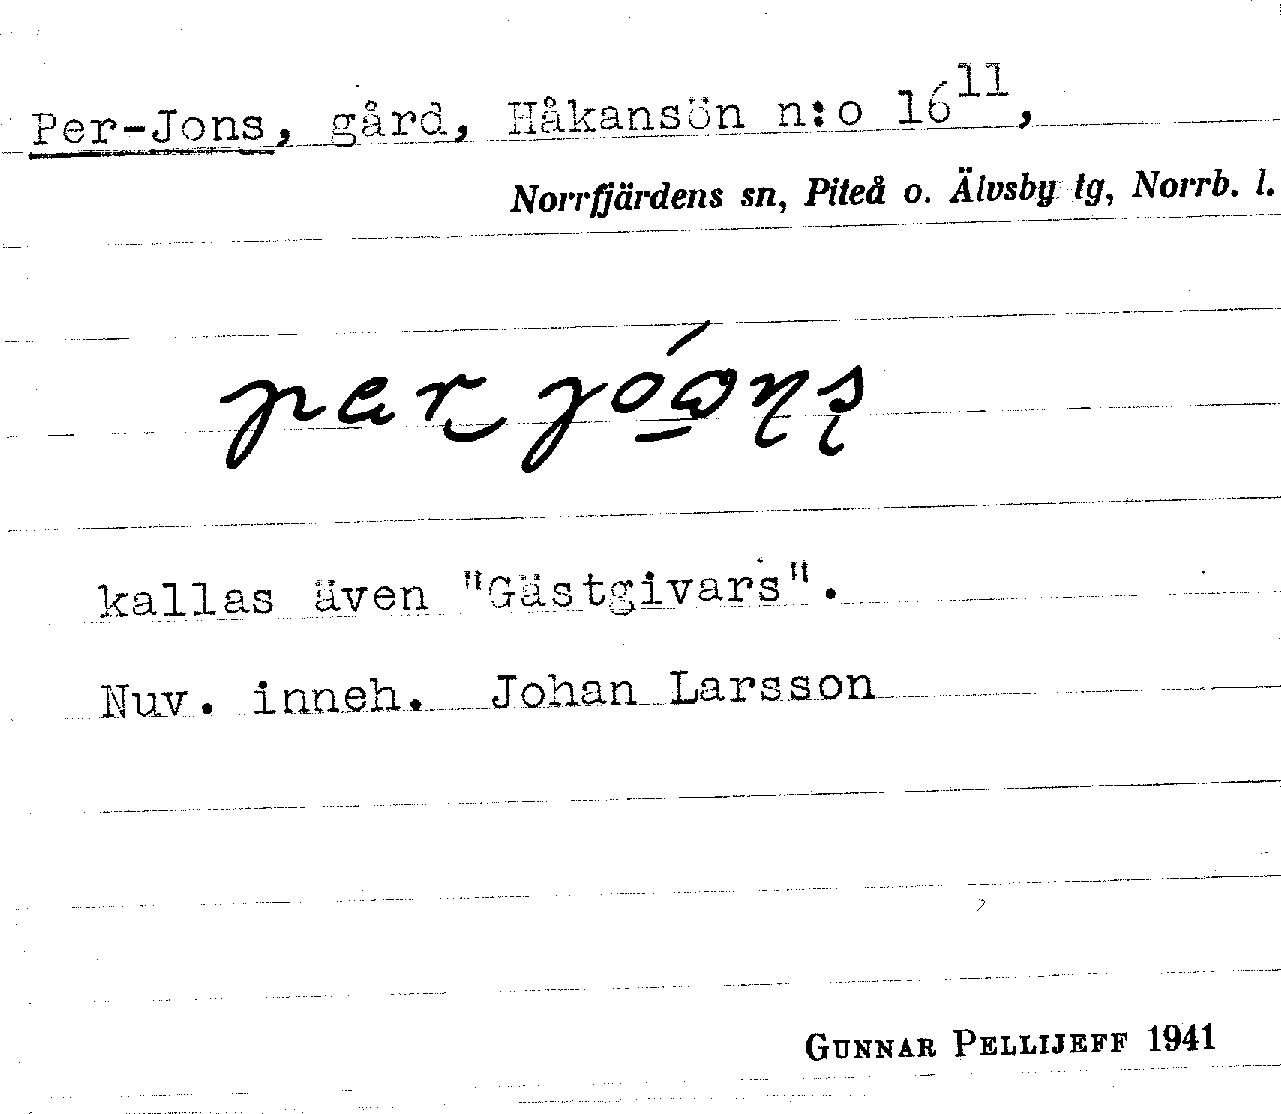 Per-Jons, gård, Håkansön n:o 16¹¹,
Norrfjärdens sn, Piteå o. Älvsby tg, Norrb. l.
kallas även "Gästgivars".
Nuv. inneh. Johan Larsson
GUNNAR PELLIJEFF 1941